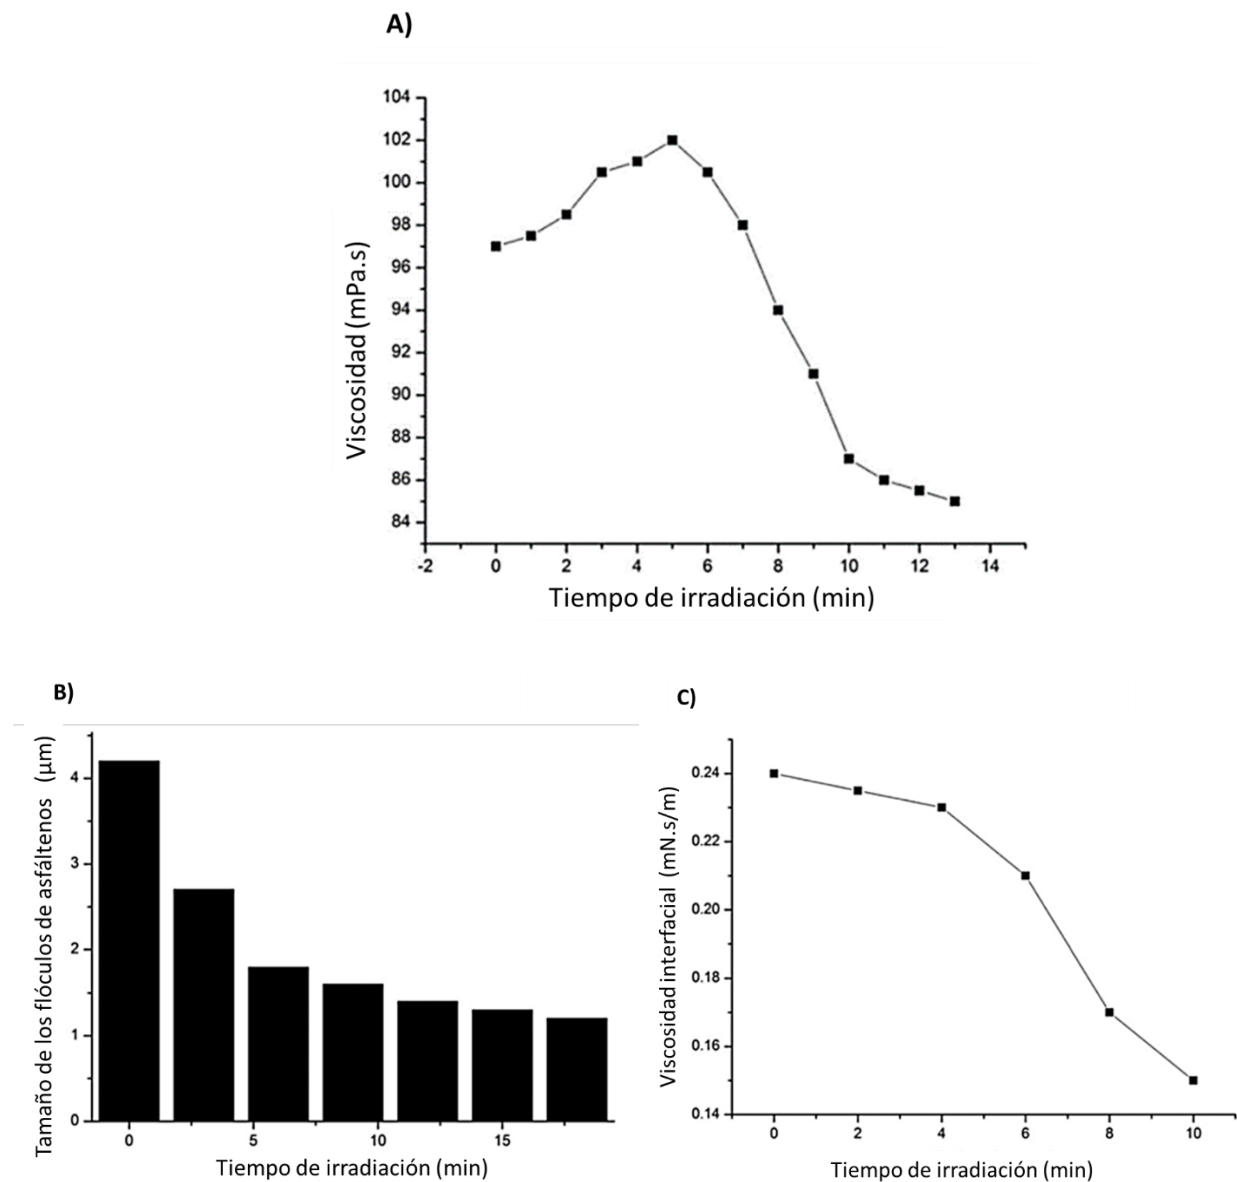 A)
104
102
100
98
96
94
92
90
88
86
84
-2 0 2 4 6 8 10 12 14
Viscosidad (mPa.s)
Tiempo de irradiación (min)
B)
4
3
2
1
0
0 5 10 15
Tamaño de los flóculos de asfáltenos (µm)
Tiempo de irradiación (min)
C)
0.24
0.22
0.20
0.18
0.16
0.14
0 2 4 6 8 10
Viscosidad interfacial (mN.s/m)
Tiempo de irradiación (min)